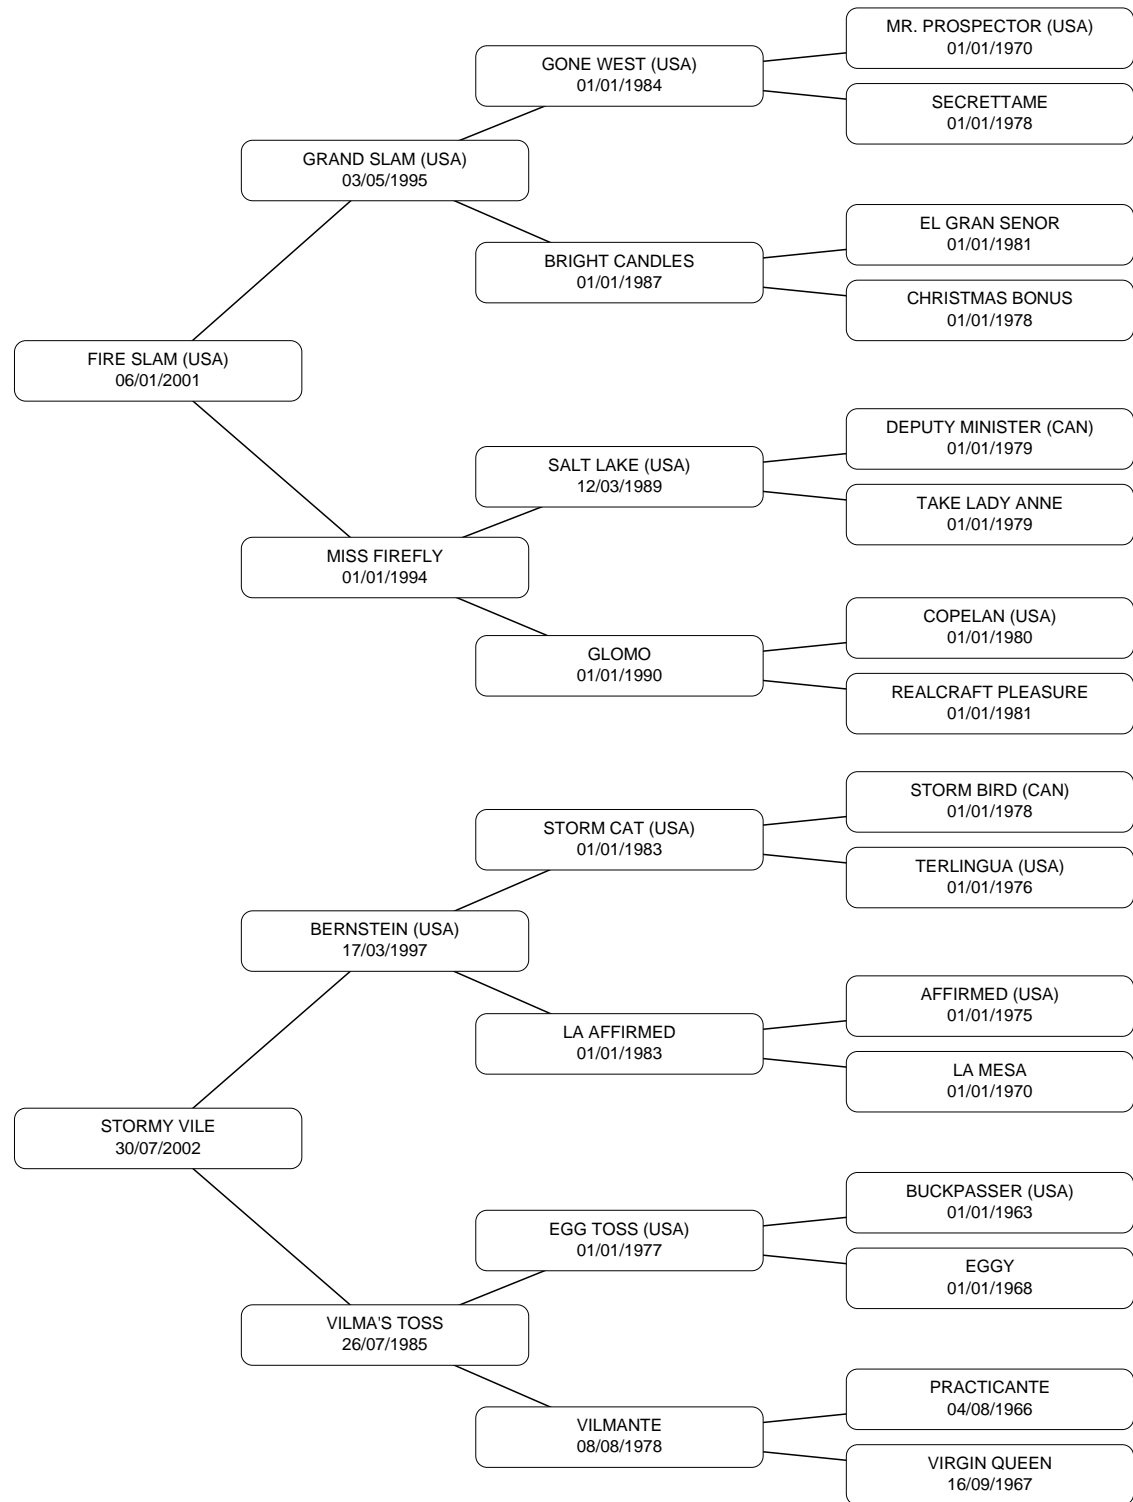 MR. PROSPECTOR (USA)
01/01/1970
GONE WEST (USA)
01/01/1984
SECRETTAME
01/01/1978
GRAND SLAM (USA)
03/05/1995
EL GRAN SENOR
01/01/1981
BRIGHT CANDLES
01/01/1987
CHRISTMAS BONUS
01/01/1978
FIRE SLAM (USA)
06/01/2001
DEPUTY MINISTER (CAN)
01/01/1979
SALT LAKE (USA)
12/03/1989
TAKE LADY ANNE
01/01/1979
MISS FIREFLY
01/01/1994
COPELAN (USA)
01/01/1980
GLOMO
01/01/1990
REALCRAFT PLEASURE
01/01/1981
STORM BIRD (CAN)
01/01/1978
STORM CAT (USA)
01/01/1983
TERLINGUA (USA)
01/01/1976
BERNSTEIN (USA)
17/03/1997
AFFIRMED (USA)
01/01/1975
LA AFFIRMED
01/01/1983
LA MESA
01/01/1970
STORMY VILE
30/07/2002
BUCKPASSER (USA)
01/01/1963
EGG TOSS (USA)
01/01/1977
EGGY
01/01/1968
VILMA'S TOSS
26/07/1985
PRACTICANTE
04/08/1966
VILMANTE
08/08/1978
VIRGIN QUEEN
16/09/1967